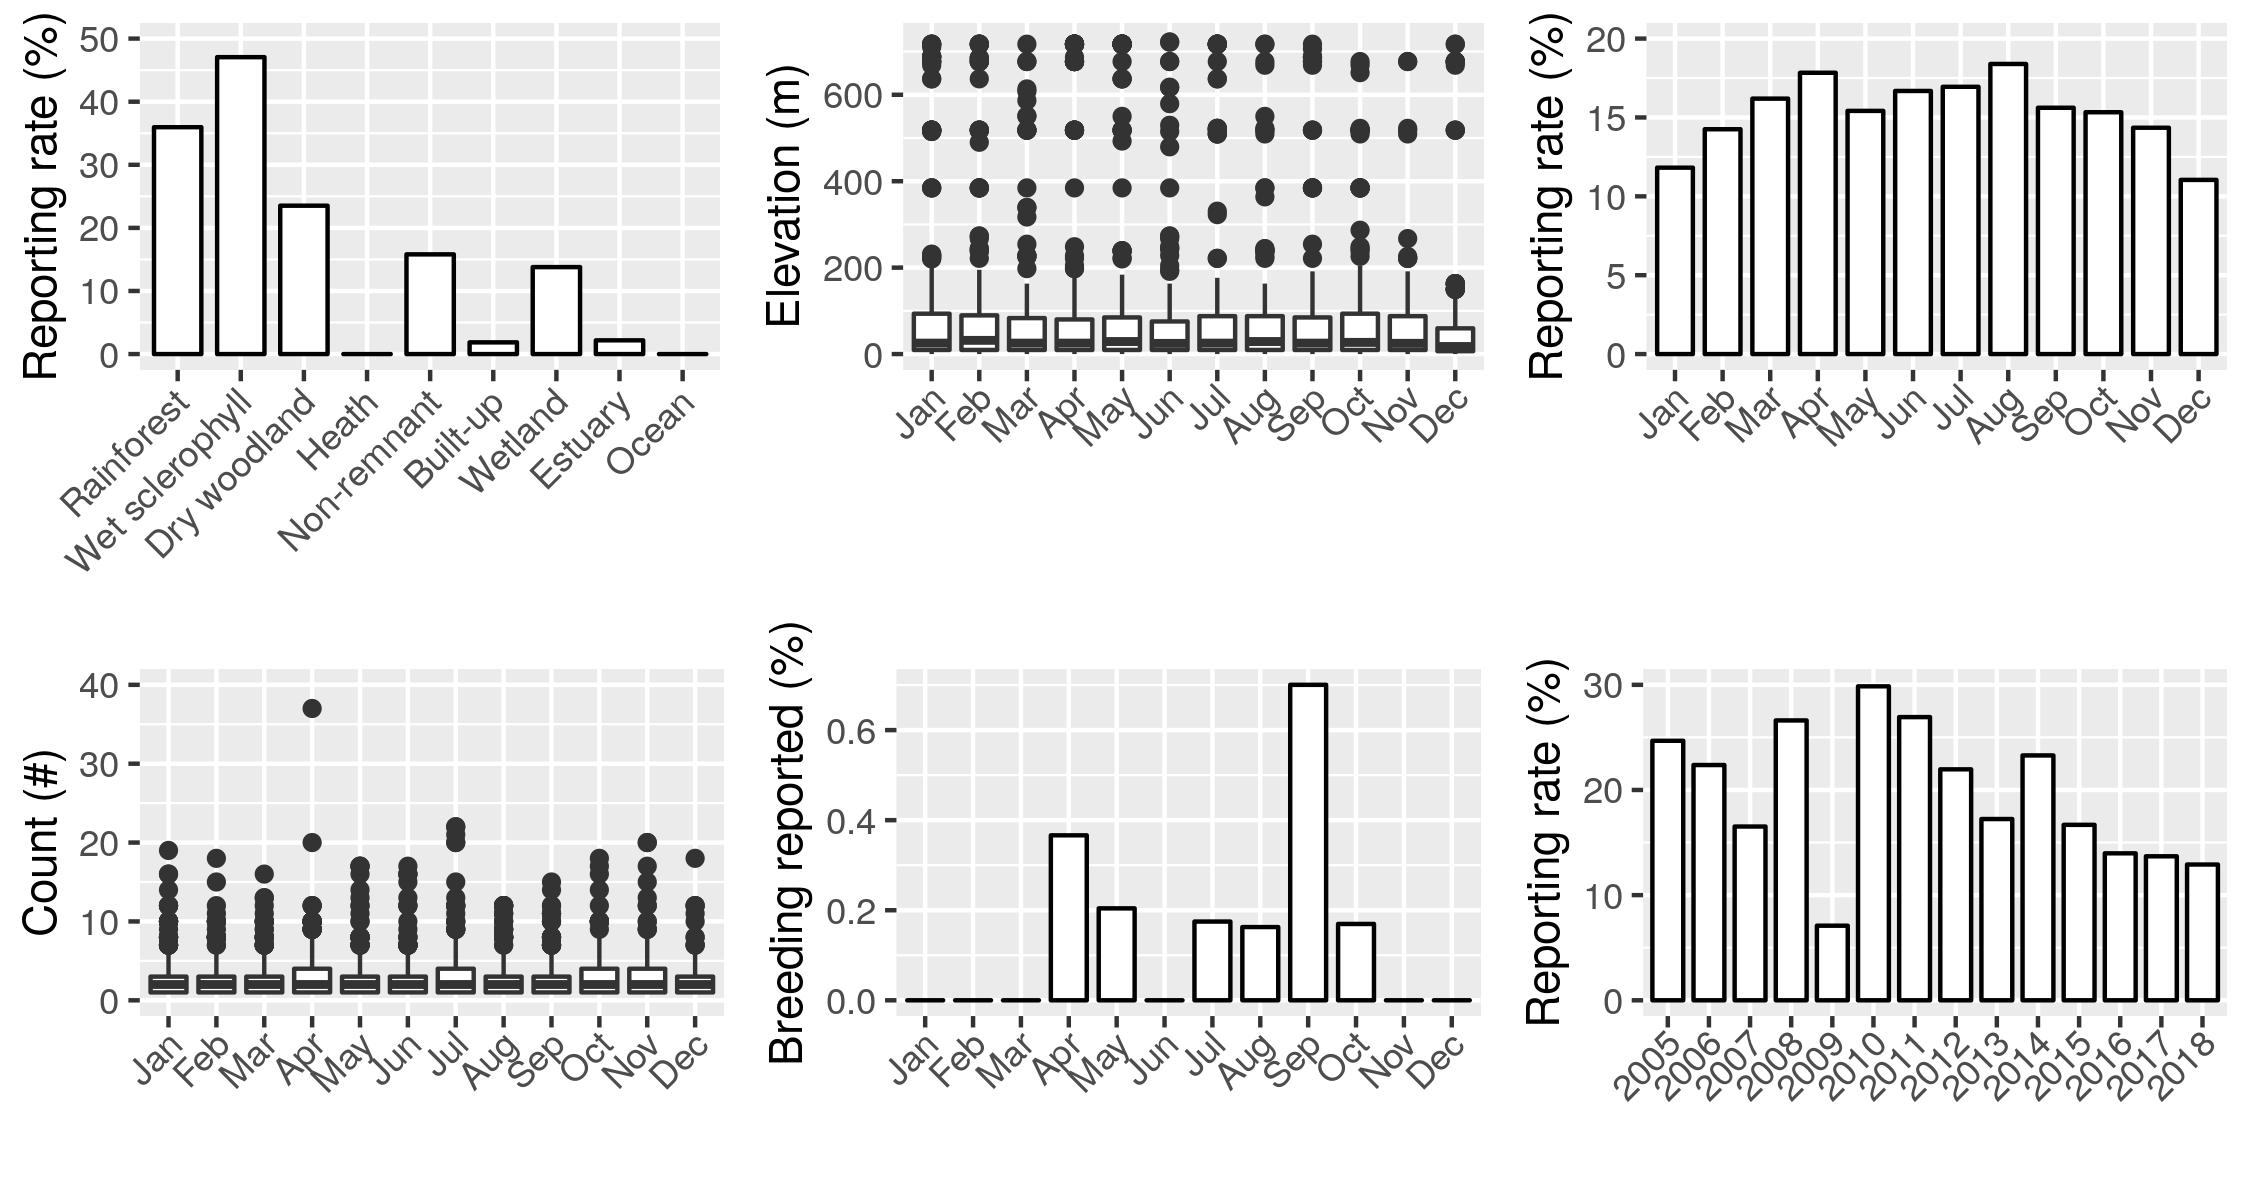 Reporting rate (%)
50
40
30
20
10
0
Rainforest
Wet sclerophyll
Dry woodland
Heath
Non-remnant
Built-up
Wetland
Estuary
Ocean
Elevation (m)
600
400
200
0
Jan
Feb
Mar
Apr
May
Jun
Jul
Aug
Sep
Oct
Nov
Dec
Reporting rate (%)
20
15
10
5
0
Jan
Feb
Mar
Apr
May
Jun
Jul
Aug
Sep
Oct
Nov
Dec
Count (#)
40
30
20
10
0
Jan
Feb
Mar
Apr
May
Jun
Jul
Aug
Sep
Oct
Nov
Dec
Breeding reported (%)
0.6
0.4
0.2
0.0
Jan
Feb
Mar
Apr
May
Jun
Jul
Aug
Sep
Oct
Nov
Dec
Reporting rate (%)
30
20
10
0
2005
2006
2007
2008
2009
2010
2011
2012
2013
2014
2015
2016
2017
2018